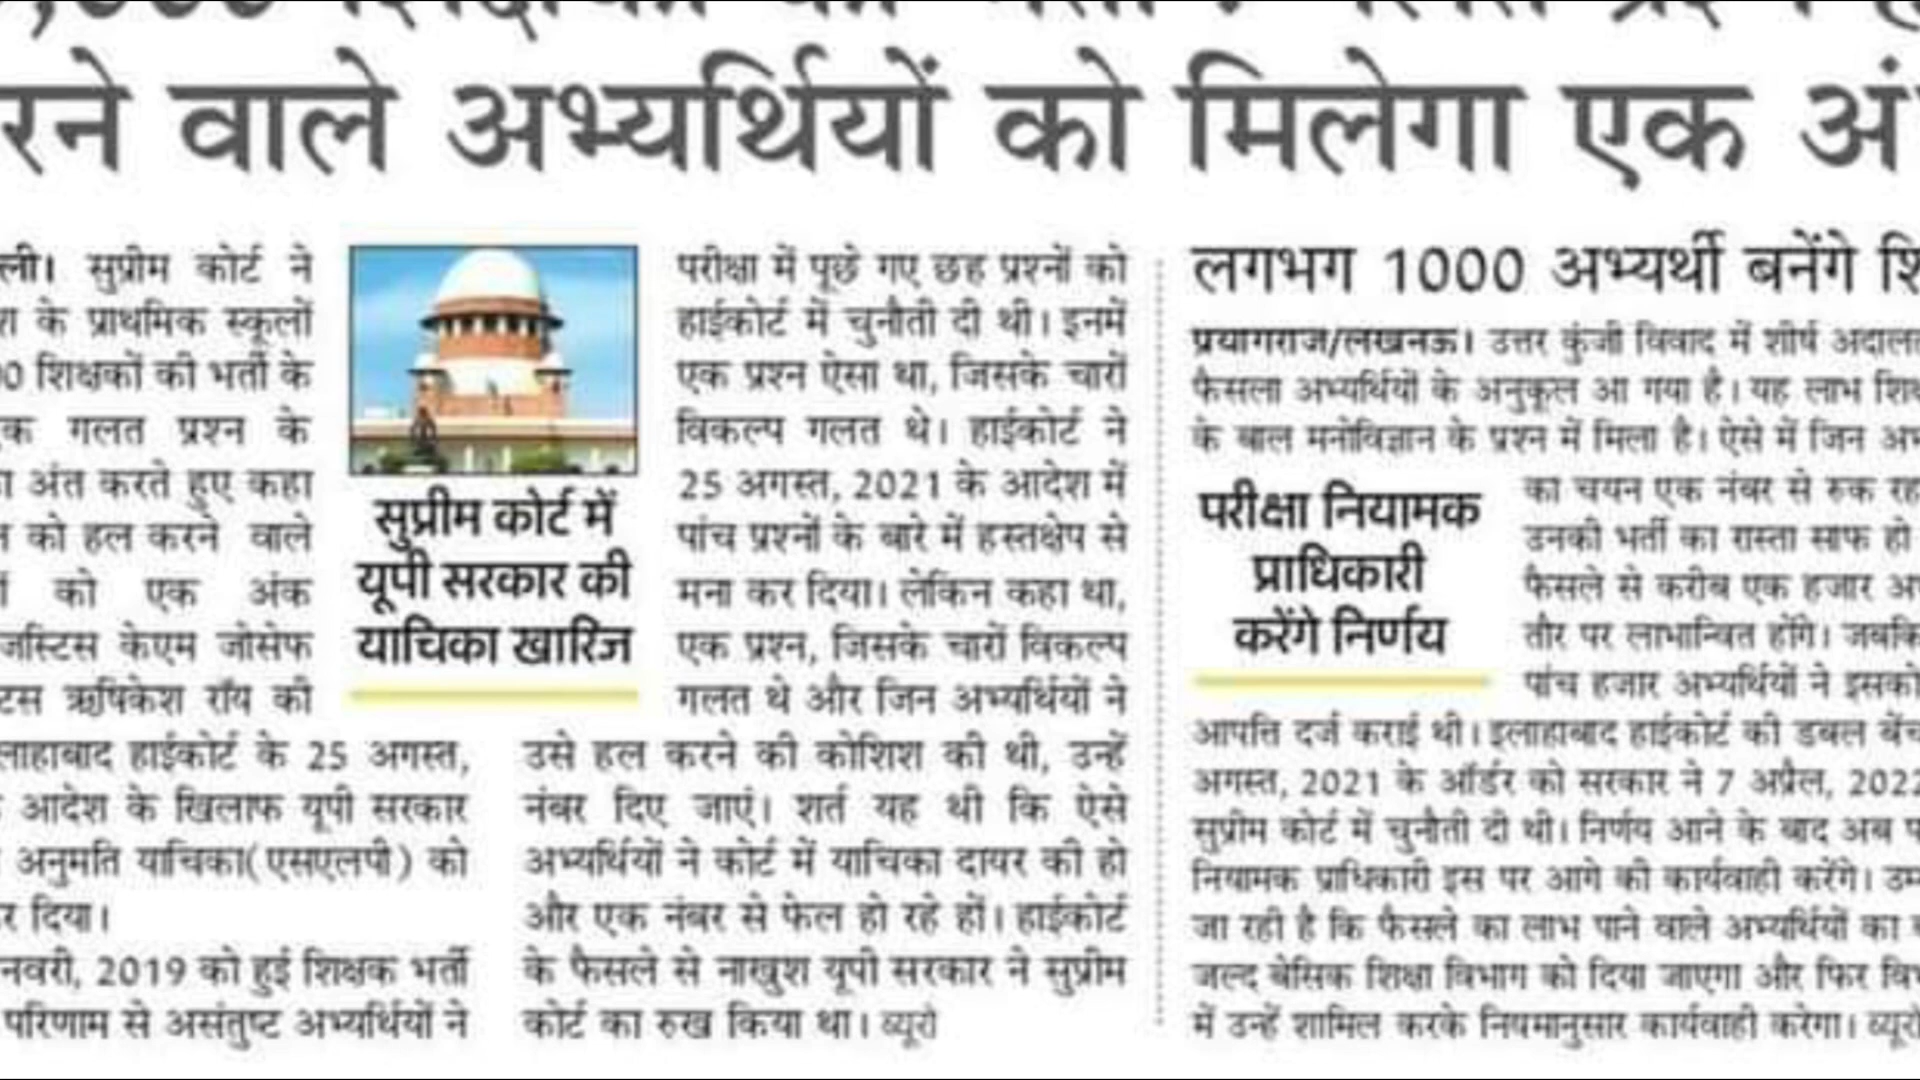 वाले अभ्यर्थियों को मिलेगा एक
सुप्रीम कोर्ट ने
के प्राथमिक स्कूलों
शिक्षकों की भर्ती के
गलत प्रश्न के
अंत करते हुए कहा
को हल करने वाले
को एक अंक
जस्टिस केएम जोसेफ
ऋषिकेश रॉय की
हाईकोर्ट के 25 अगस्त,
आदेश के खिलाफ यूपी सरकार
अनुमति याचिका(एसएलपी) को
दिया।
2019 को हुई शिक्षक भर्ती
परिणाम से असंतुष्ट अभ्यर्थियों ने
सुप्रीम कोर्ट में
यूपी सरकार की
याचिका खारिज
परीक्षा में पूछे गए छह प्रश्नों को
हाईकोर्ट में चुनौती दी थी। इनमें
एक प्रश्न ऐसा था, जिसके चारों
विकल्प गलत थे। हाईकोर्ट ने
25 अगस्त, 2021 के आदेश में
पांच प्रश्नों के बारे में हस्तक्षेप से
मना कर दिया। लेकिन कहा था,
एक प्रश्न, जिसके चारों विकल्प
गलत थे और जिन अभ्यर्थियों ने
उसे हल करने की कोशिश की थी, उन्हें
नंबर दिए जाएं। शर्त यह थी कि ऐसे
अभ्यर्थियों ने कोर्ट में याचिका दायर की हो
और एक नंबर से फेल हो रहे हों। हाईकोर्ट
के फैसले से नाखुश यूपी सरकार ने सुप्रीम
कोर्ट का रुख किया था। ब्यूरो
लगभग 1000 अभ्यर्थी बनेंगे
प्रयागराज/लखनऊ। उत्तर कुंजी विवाद में शीर्ष
फैसला अभ्यर्थियों के अनुकूल आ गया है। यह लाभ
के बाल मनोविज्ञान के प्रश्न में मिला है। ऐसे में जिन
का चयन एक नंबर से रुक
उनकी भर्ती का रास्ता साफ हो
फैसले से करीब एक हजार
तौर पर लाभान्वित होंगे।
पांच हजार अभ्यर्थियों ने
परीक्षा नियामक
प्राधिकारी
करेंगे निर्णय
आपत्ति दर्ज कराई थी। इलाहाबाद हाईकोर्ट की डबल
अगस्त, 2021 के ऑर्डर को सरकार ने 7 अप्रैल, 2022
सुप्रीम कोर्ट में चुनौती दी थी। निर्णय आने के बाद अब
नियामक प्राधिकारी इस पर आगे की कार्यवाही करेंगे।
जा रही है कि फैसले का लाभ पाने वाले अभ्यर्थियों का
जल्द बेसिक शिक्षा विभाग को दिया जाएगा और फिर
में उन्हें शामिल करके नियमानुसार कार्यवाही करेगा। ब्यूरो